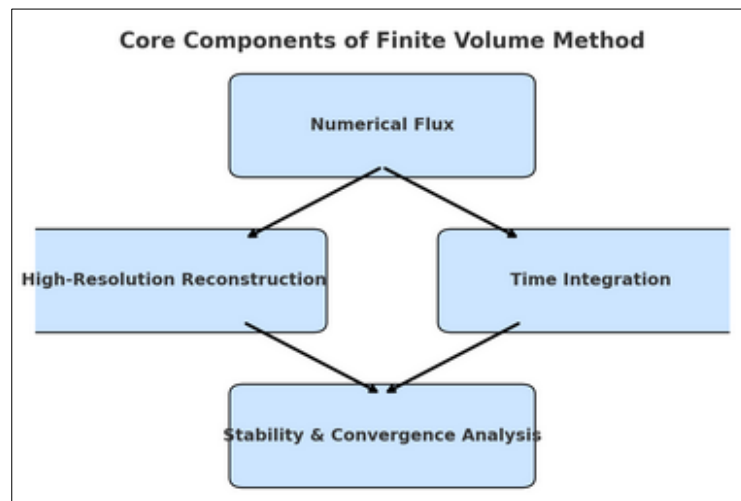 Core Components of Finite Volume Method
Numerical Flux
High-Resolution Reconstruction
Time Integration
Stability & Convergence Analysis